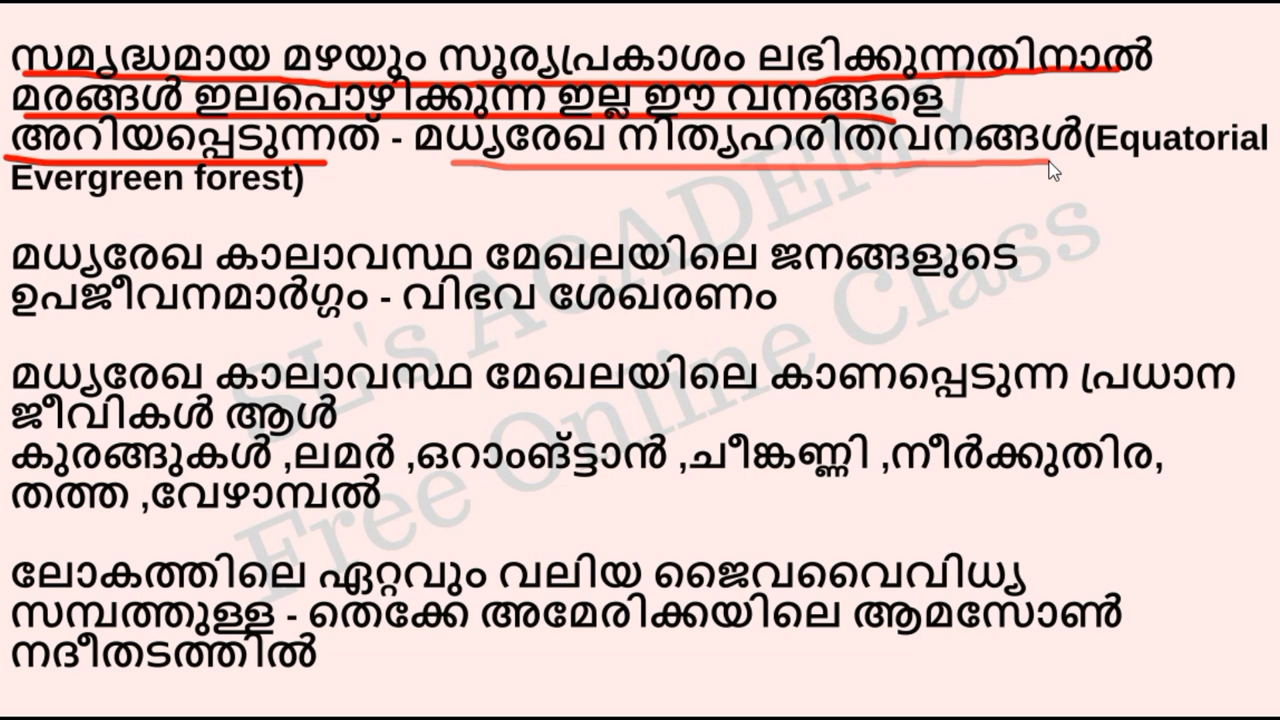 സമൃദ്ധമായ മഴയും സൂര്യപ്രകാശം ലഭിക്കുന്നതിനാൽ
മരങ്ങൾ ഇലപൊഴിക്കുന്ന ഇല്ല ഈ വനങ്ങളെ
അറിയപ്പെടുന്നത് - മധ്യരേഖ നിത്യഹരിതവനങ്ങൾ(Equatorial
Evergreen forest)
മധ്യരേഖ കാലാവസ്ഥ മേഖലയിലെ ജനങ്ങളുടെ
ഉപജീവനമാർഗ്ഗം - വിഭവ ശേഖരണം
മധ്യരേഖ കാലാവസ്ഥ മേഖലയിലെ കാണപ്പെടുന്ന പ്രധാന
ജീവികൾ ആൾ
കുരങ്ങുകൾ ,ലമർ ,ഒറാംങ്ട്ടാൻ ,ചീങ്കണ്ണി ,നീർക്കുതിര,
തത്ത ,വേഴാമ്പൽ
ലോകത്തിലെ ഏറ്റവും വലിയ ജൈവവൈവിധ്യ
സമ്പത്തുള്ള - തെക്കേ അമേരിക്കയിലെ ആമസോൺ
നദീതടത്തിൽ
SL's ACADEMY
Free Online Class